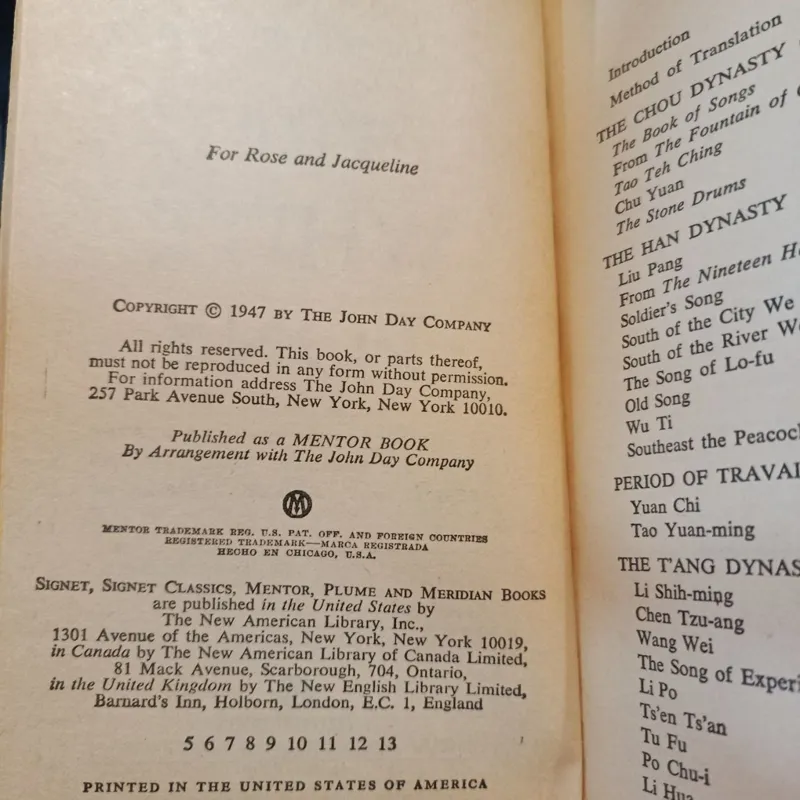 For Rose and Jacqueline
COPYRIGHT © 1947 BY THE JOHN DAY COMPANY
All rights reserved. This book, or parts thereof,
must not be reproduced in any form without permission.
For information address The John Day Company,
257 Park Avenue South, New York, New York 10010.
Published as a MENTOR BOOK
By Arrangement with The John Day Company
MENTOR TRADEMARK REG. U.S. PAT. OFF. AND FOREIGN COUNTRIES
REGISTERED TRADEMARK—MARCA REGISTRADA
HECHO EN CHICAGO, U.S.A.
SIGNET, SIGNET CLASSICS, MENTOR, PLUME AND MERIDIAN BOOKS
are published in the United States by
The New American Library, Inc.,
1301 Avenue of the Americas, New York, New York 10019,
in Canada by The New American Library of Canada Limited,
81 Mack Avenue, Scarborough, 704, Ontario,
in the United Kingdom by The New English Library Limited,
Barnard's Inn, Holborn, London, E.C. 1, England
5 6 7 8 9 10 11 12 13
PRINTED IN THE UNITED STATES OF AMERICA
Introduction
Method of Translation
THE CHOU DYNASTY
The Book of Songs
From The Fountain of
Tao Teh Ching
Chu Yuan
The Stone Drums
THE HAN DYNASTY
Liu Pang
From The Nineteen
Soldier's Song
South of the City We
South of the River
The Song of Lo-fu
Old Song
Wu Ti
Southeast the Peacock
PERIOD OF TRAVAI
Yuan Chi
Tao Yuan-ming
THE T'ANG DYNAS
Li Shih-ming
Chen Tzu-ang
Wang Wei
The Song of Experi
Li Po
Ts'en Ts'an
Tu Fu
Po Chu-i
Li Hua